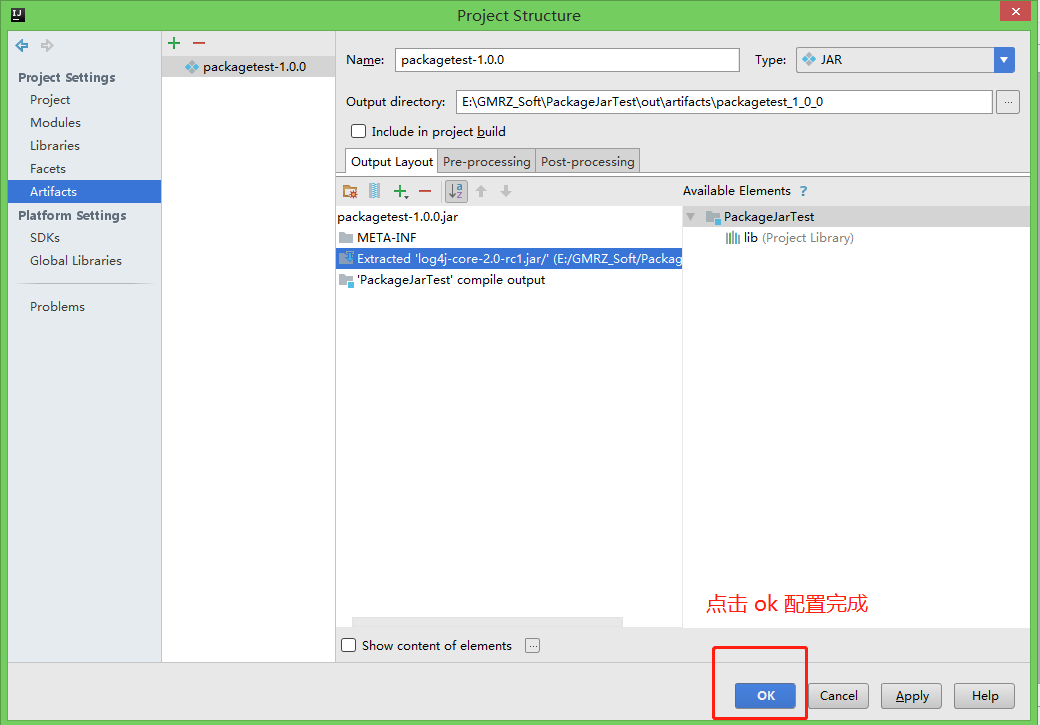 Project Structure
Project Settings
Project
Modules
Libraries
Facets
Artifacts
Platform Settings
SDKs
Global Libraries
Problems
packagetest-1.0.0
Name: packagetest-1.0.0 Type: JAR
Output directory: E:\GMRZ_Soft\PackageJarTest\out\artifacts\packagetest_1_0_0 ...
Include in project build
Output Layout Pre-processing Post-processing
Available Elements ?
packagetest-1.0.0.jar
META-INF
Extracted 'log4j-core-2.0-rc1.jar/' (E:/GMRZ_Soft/Packag
'PackageJarTest' compile output
PackageJarTest
lib (Project Library)
点击 ok 配置完成
Show content of elements ...
OK Cancel Apply Help